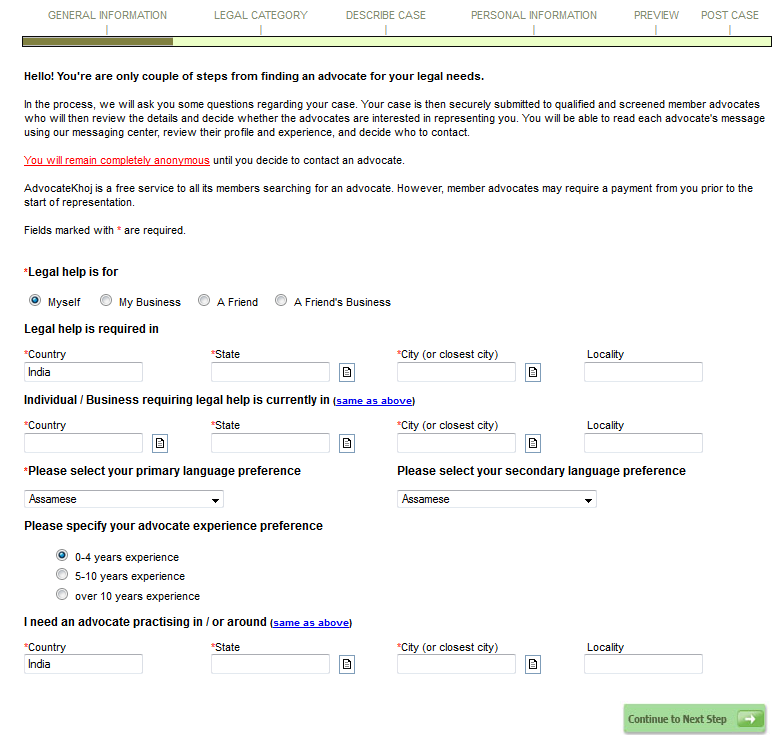 GENERAL INFORMATION LEGAL CATEGORY DESCRIBE CASE PERSONAL INFORMATION PREVIEW POST CASE
Hello! You're are only couple of steps from finding an advocate for your legal needs.
In the process, we will ask you some questions regarding your case. Your case is then securely submitted to qualified and screened member advocates
who will then review the details and decide whether the advocates are interested in representing you. You will be able to read each advocate's message
using our messaging center, review their profile and experience, and decide who to contact.
You will remain completely anonymous until you decide to contact an advocate.
AdvocateKhoj is a free service to all its members searching for an advocate. However, member advocates may require a payment from you prior to the
start of representation.
Fields marked with * are required.
*Legal help is for
Myself My Business A Friend A Friend's Business
Legal help is required in
*Country *State *City (or closest city) Locality
India
Individual / Business requiring legal help is currently in (same as above)
*Country *State *City (or closest city) Locality
*Please select your primary language preference Please select your secondary language preference
Assamese Assamese
Please specify your advocate experience preference
0-4 years experience
5-10 years experience
over 10 years experience
I need an advocate practising in / or around (same as above)
*Country *State *City (or closest city) Locality
India
Continue to Next Step